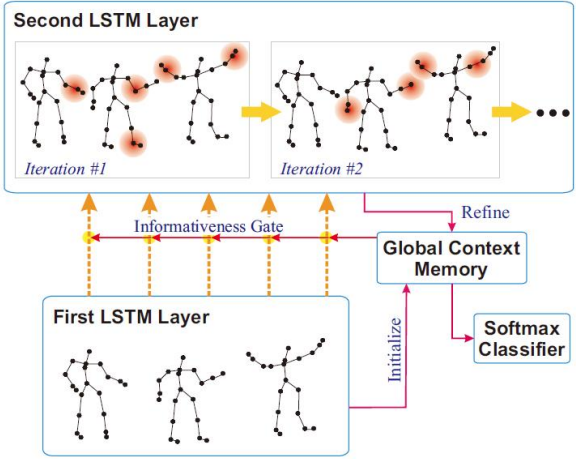 Second LSTM Layer
Iteration #1
Iteration #2
Informativeness Gate
Refine
Global Context
Memory
First LSTM Layer
Initialize
Softmax
Classifier